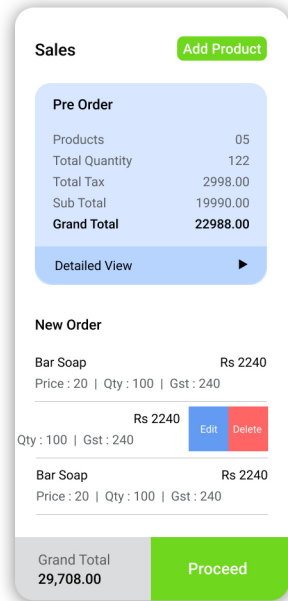 Sales Add Product
Pre Order
Products 05
Total Quantity 122
Total Tax 2998.00
Sub Total 19990.00
Grand Total 22988.00
Detailed View
New Order
Bar Soap Rs 2240
Price : 20 | Qty : 100 | Gst : 240
Rs 2240 Edit Delete
Qty : 100 | Gst : 240
Bar Soap Rs 2240
Price : 20 | Qty : 100 | Gst : 240
Grand Total
29,708.00 Proceed